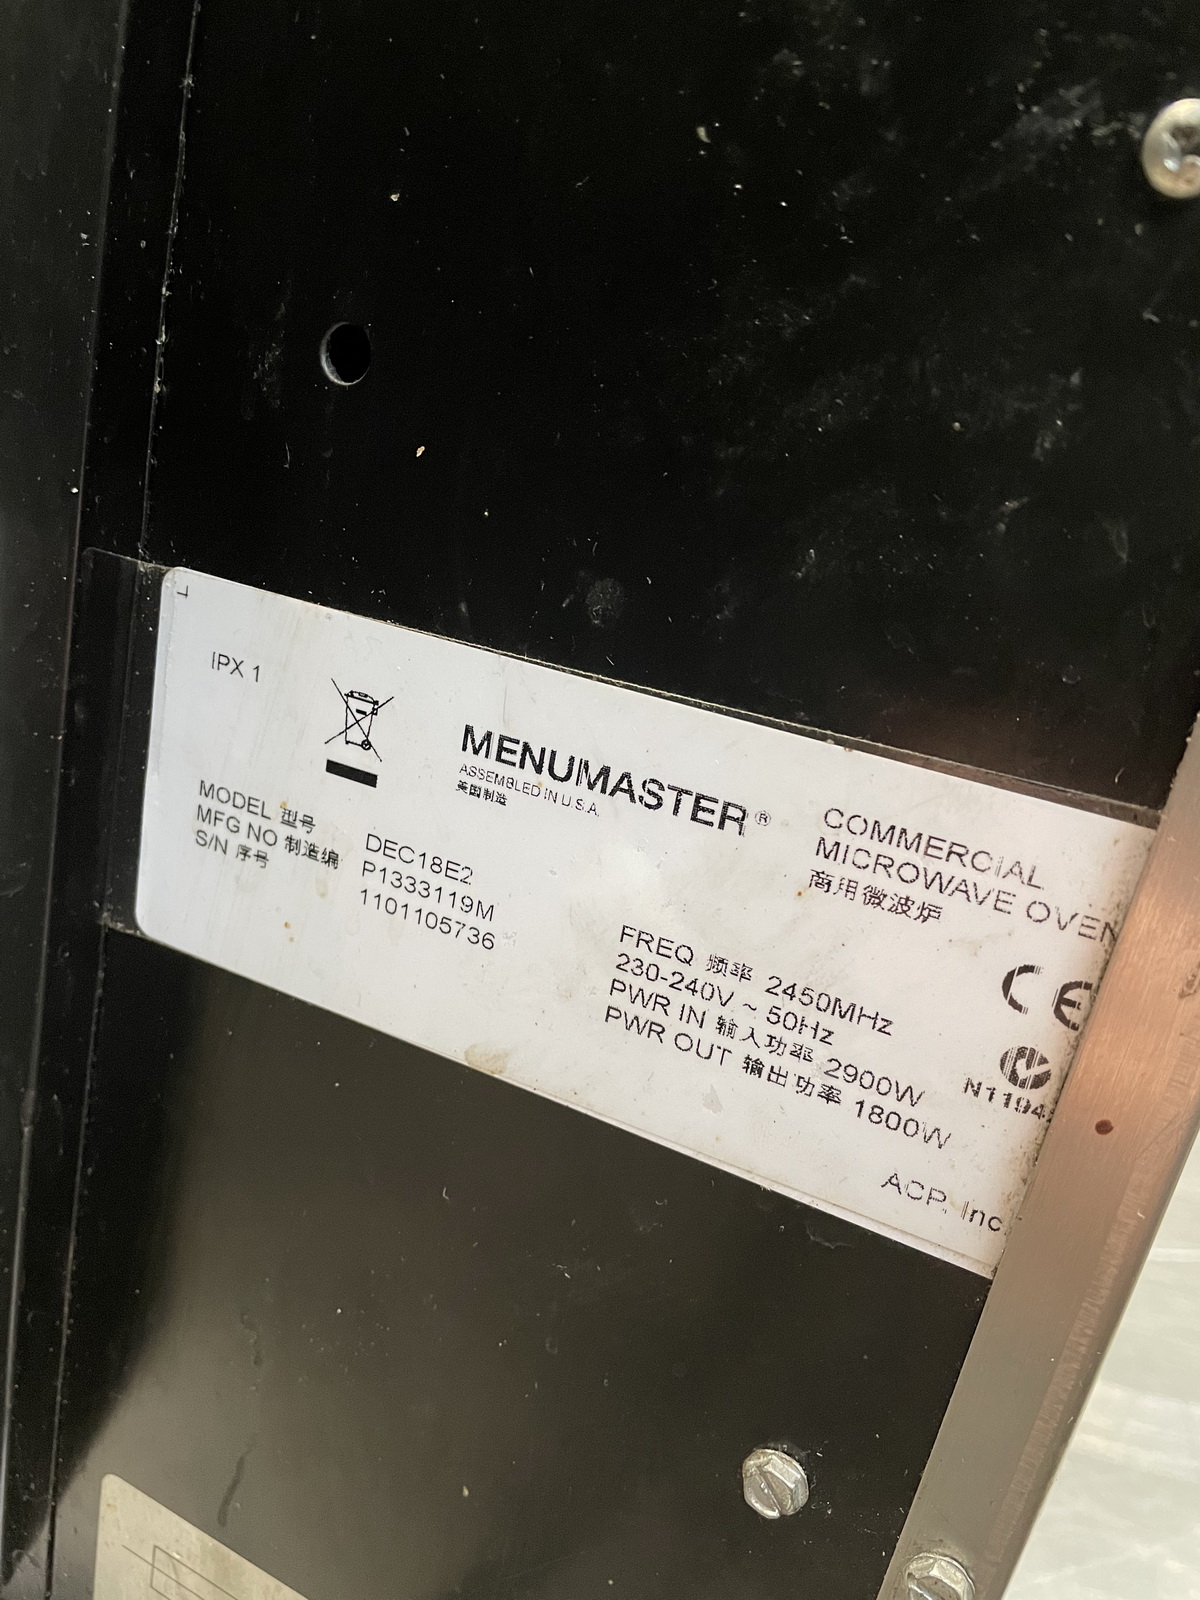 IPX 1
MENUMASTER®
ASSEMBLED IN U.S.A.
美国制造
COMMERCIAL
MICROWAVE OVEN
商用微波炉
MODEL 型号 DEC18E2
MFG NO 制造编 P1333119M
S/N 序号 1101105736
FREQ 频率 2450MHz
230-240V ~ 50Hz
PWR IN 输入功率 2900W
PWR OUT 输出功率 1800W
CE
ACP, Inc.